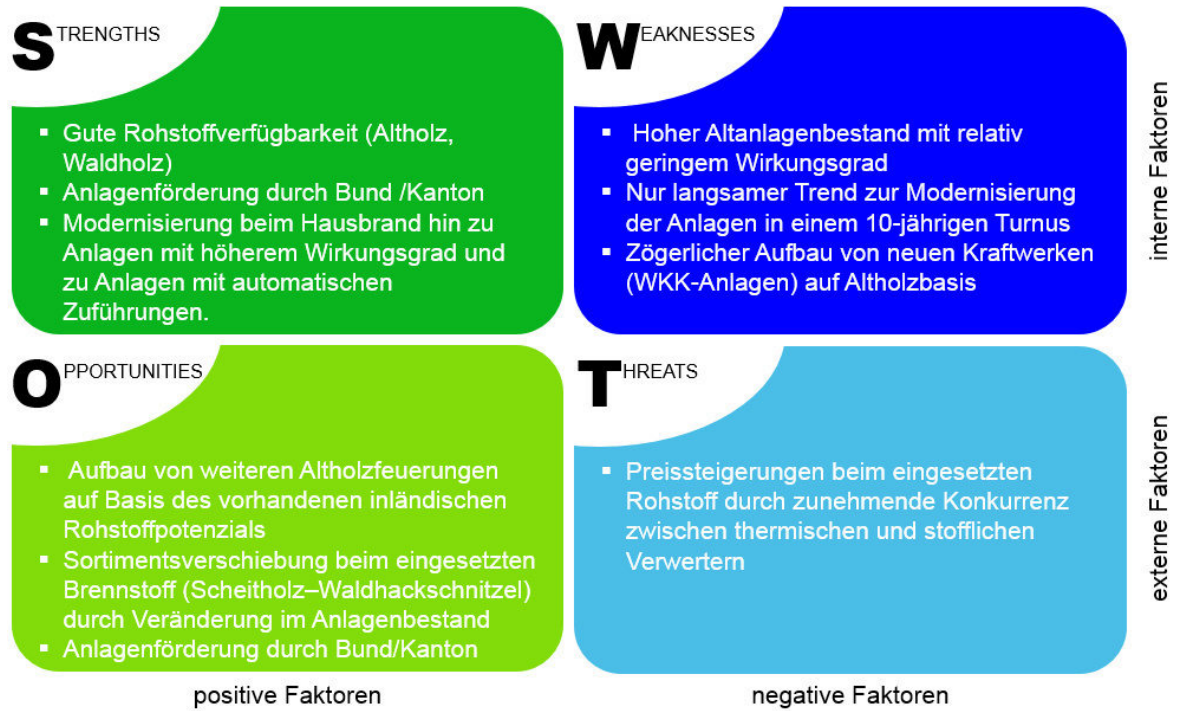 STRENGTHS
▪ Gute Rohstoffverfügbarkeit (Altholz,
Waldholz)
▪ Anlagenförderung durch Bund /Kanton
▪ Modernisierung beim Hausbrand hin zu
Anlagen mit höherem Wirkungsgrad und
zu Anlagen mit automatischen
Zuführungen.
WEAKNESSES
▪ Hoher Altanlagenbestand mit relativ
geringem Wirkungsgrad
▪ Nur langsamer Trend zur Modernisierung
der Anlagen in einem 10-jährigen Turnus
▪ Zögerlicher Aufbau von neuen Kraftwerken
(WKK-Anlagen) auf Altholzbasis
interne Faktoren
OPPORTUNITIES
▪ Aufbau von weiteren Altholzfeuerungen
auf Basis des vorhandenen inländischen
Rohstoffpotenzials
▪ Sortimentsverschiebung beim eingesetzten
Brennstoff (Scheitholz–Waldhackschnitzel)
durch Veränderung im Anlagenbestand
▪ Anlagenförderung durch Bund/Kanton
THREATS
▪ Preissteigerungen beim eingesetzten
Rohstoff durch zunehmende Konkurrenz
zwischen thermischen und stofflichen
Verwertern
externe Faktoren
positive Faktoren
negative Faktoren